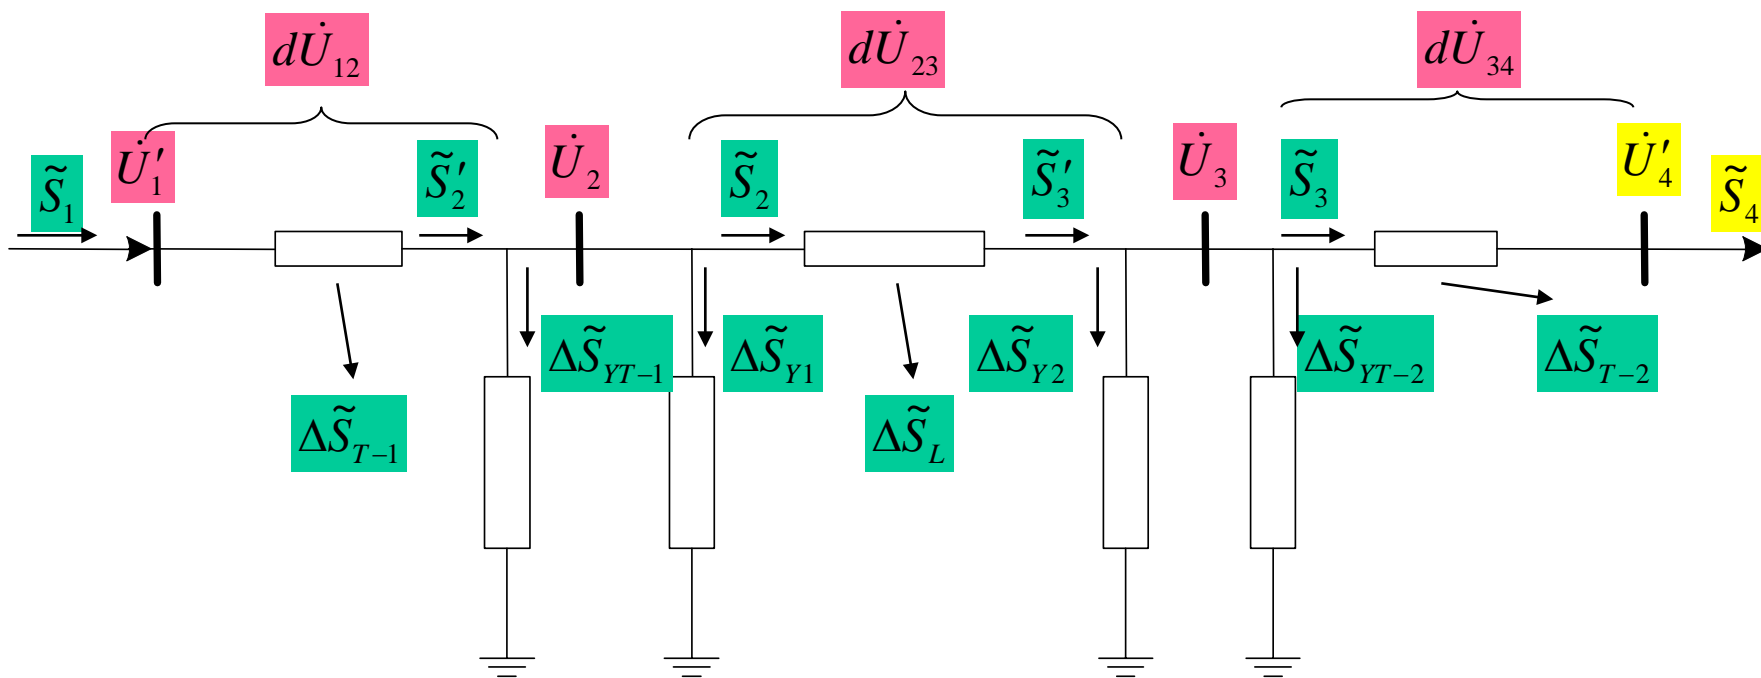 dU̇₁₂ dU̇₂₃ dU̇₃₄
S̃₁ U̇′₁ S̃′₂ U̇₂ S̃₂ S̃′₃ U̇₃ S̃₃ U̇′₄ S̃₄
ΔS̃_{YT−1} ΔS̃_{Y1} ΔS̃_{Y2} ΔS̃_{YT−2} ΔS̃_{T−2}
ΔS̃_{T−1} ΔS̃_{L}